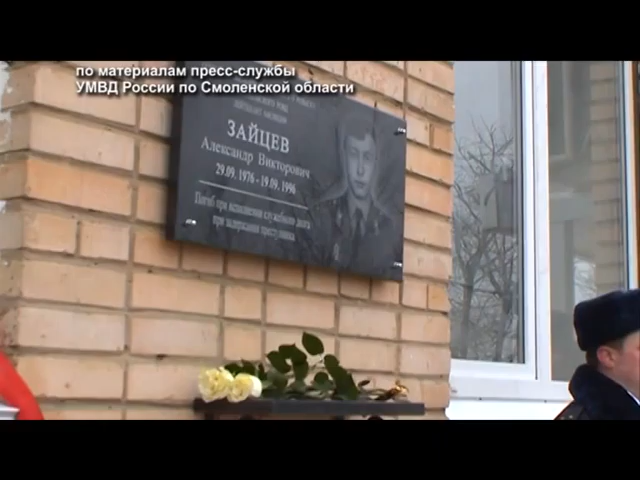 по материалам пресс-службы
УМВД России по Смоленской области
ЗАЙЦЕВ
Александр Викторович
29.09.1976 - 19.09.1996
Погиб при исполнении служебного долга
при задержании преступника